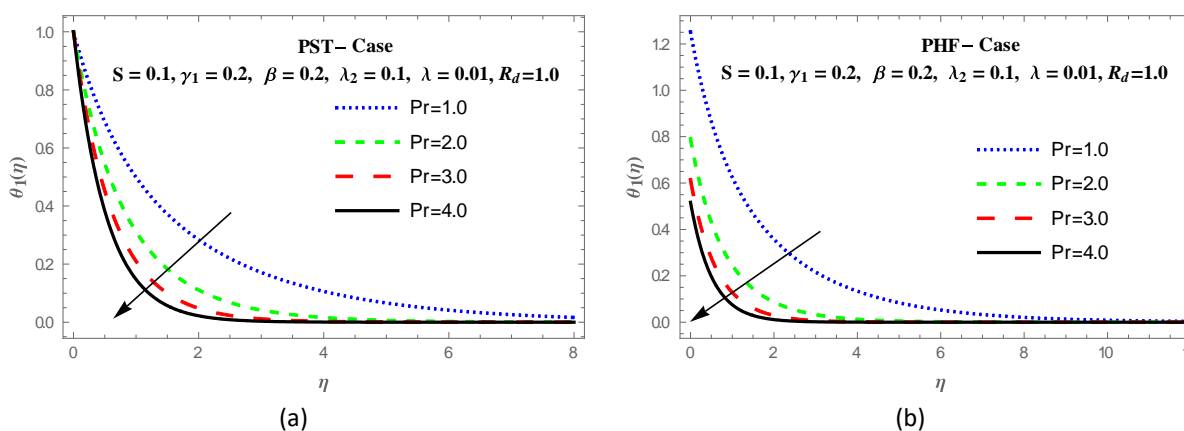 PST– Case
S = 0.1, γ1 = 0.2, β = 0.2, λ2 = 0.1, λ = 0.01, Rd=1.0
Pr=1.0
Pr=2.0
Pr=3.0
Pr=4.0
θ1(η)
1.0
0.8
0.6
0.4
0.2
0.0
0 2 4 6 8
η
(a)
PHF– Case
S = 0.1, γ1 = 0.2, β = 0.2, λ2 = 0.1, λ = 0.01, Rd=1.0
Pr=1.0
Pr=2.0
Pr=3.0
Pr=4.0
θ1(η)
1.2
1.0
0.8
0.6
0.4
0.2
0.0
0 2 4 6 8 10
η
(b)